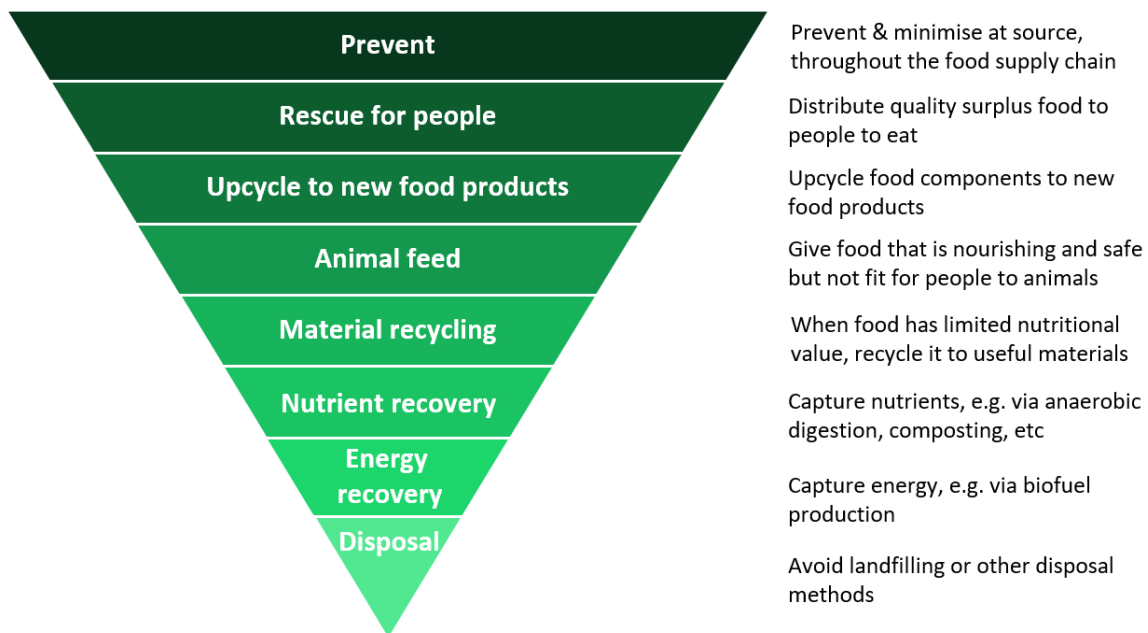 Prevent
Prevent & minimise at source,
throughout the food supply chain
Rescue for people
Distribute quality surplus food to
people to eat
Upcycle to new food products
Upcycle food components to new
food products
Animal feed
Give food that is nourishing and safe
but not fit for people to animals
Material recycling
When food has limited nutritional
value, recycle it to useful materials
Nutrient recovery
Capture nutrients, e.g. via anaerobic
digestion, composting, etc
Energy
recovery
Capture energy, e.g. via biofuel
production
Disposal
Avoid landfilling or other disposal
methods